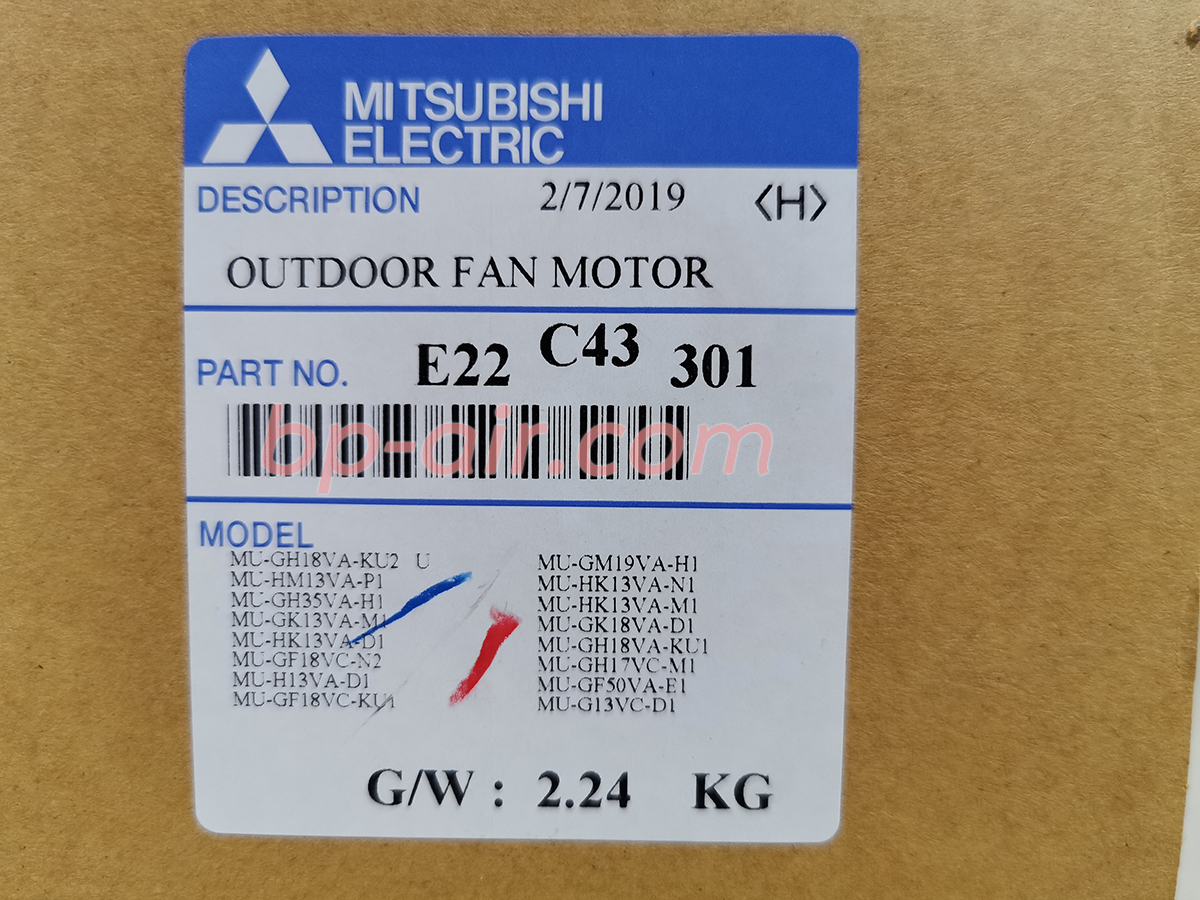 MITSUBISHI
ELECTRIC
DESCRIPTION 2/7/2019 <H>
OUTDOOR FAN MOTOR
PART NO. E22 C43 301
bp-air.com
MODEL
MU-GH18VA-KU2 U MU-GM19VA-H1
MU-HM13VA-P1 MU-HK13VA-N1
MU-GH35VA-H1 MU-HK13VA-M1
MU-GK13VA-M1 MU-GK18VA-D1
MU-HK13VA-D1 MU-GH18VA-KU1
MU-GF18VC-N2 MU-GH17VC-M1
MU-H13VA-D1 MU-GF50VA-E1
MU-GF18VC-KU1 MU-G13VC-D1
G/W : 2.24 KG